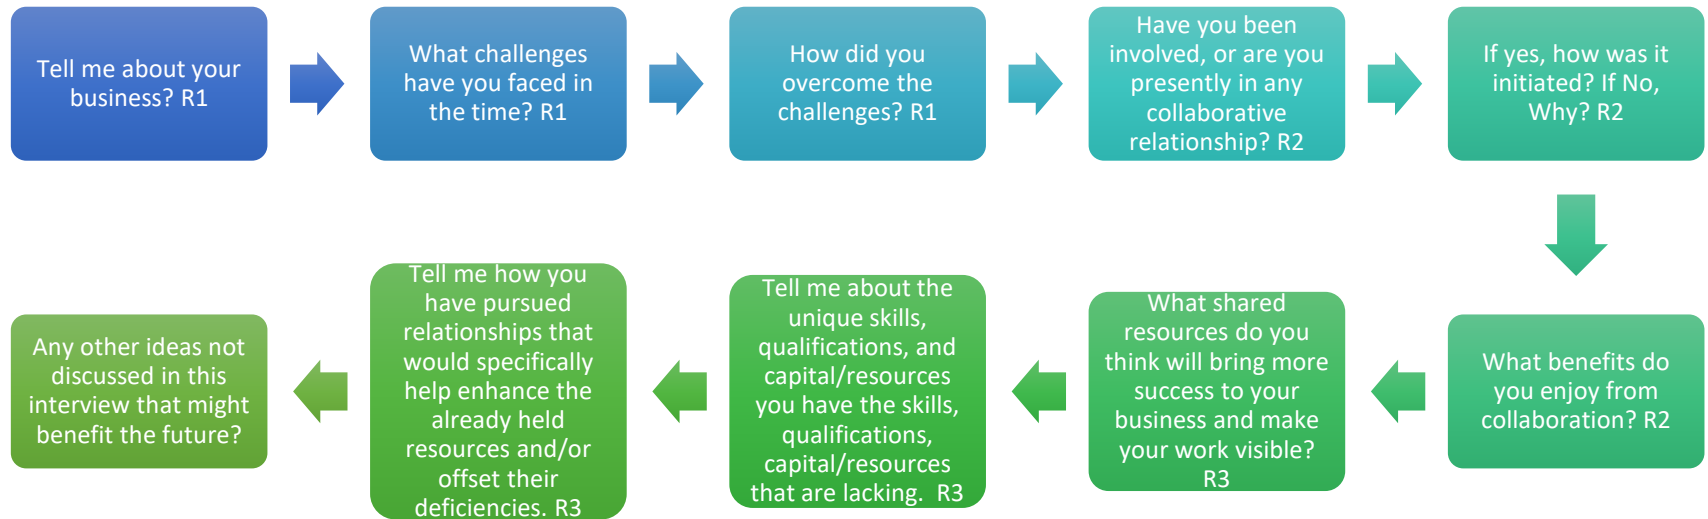 Tell me about your
business? R1
What challenges
have you faced in
the time? R1
How did you
overcome the
challenges? R1
Have you been
involved, or are you
presently in any
collaborative
relationship? R2
If yes, how was it
initiated? If No,
Why? R2
What benefits do
you enjoy from
collaboration? R2
What shared
resources do you
think will bring more
success to your
business and make
your work visible?
R3
Tell me about the
unique skills,
qualifications, and
capital/resources
you have the skills,
qualifications,
capital/resources
that are lacking. R3
Tell me how you
have pursued
relationships that
would specifically
help enhance the
already held
resources and/or
offset their
deficiencies. R3
Any other ideas not
discussed in this
interview that might
benefit the future?